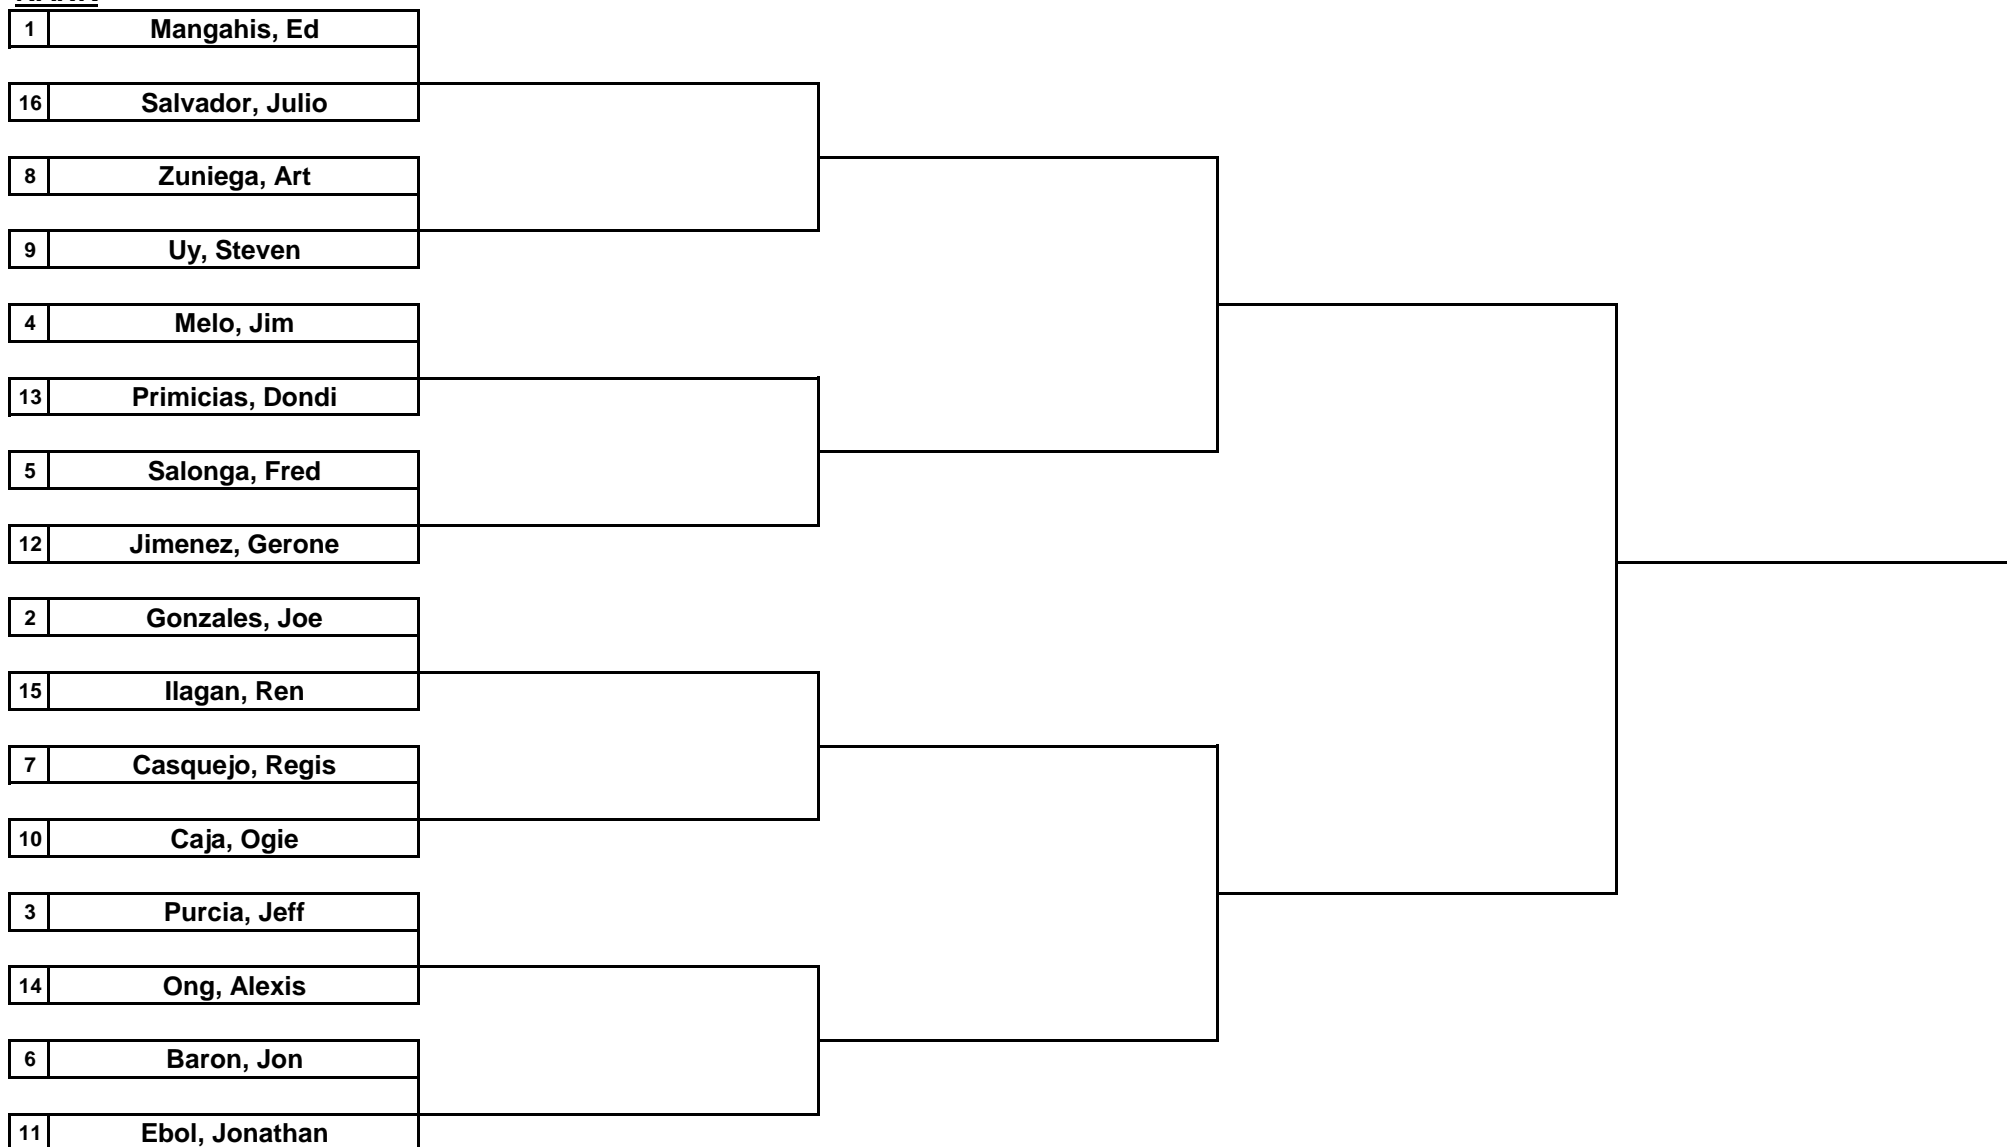 1 Mangahis, Ed
16 Salvador, Julio
8 Zuniega, Art
9 Uy, Steven
4 Melo, Jim
13 Primicias, Dondi
5 Salonga, Fred
12 Jimenez, Gerone
2 Gonzales, Joe
15 Ilagan, Ren
7 Casquejo, Regis
10 Caja, Ogie
3 Purcia, Jeff
14 Ong, Alexis
6 Baron, Jon
11 Ebol, Jonathan